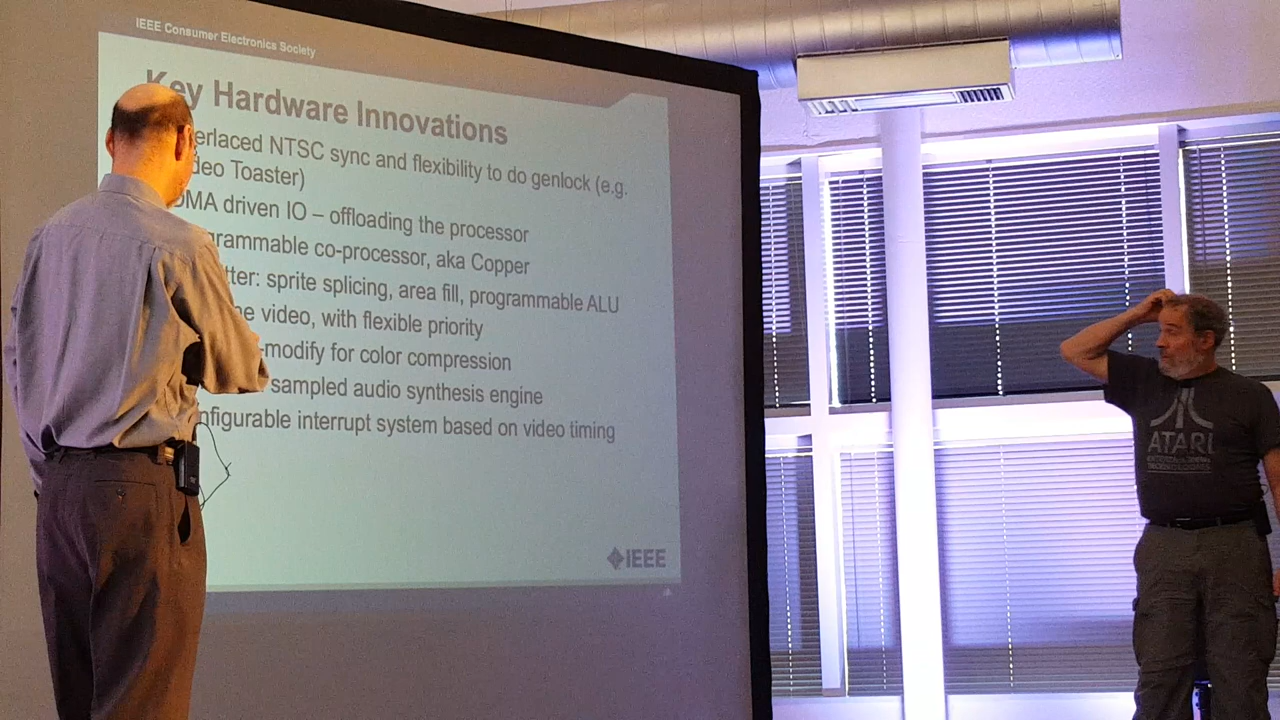 IEEE Consumer Electronics Society
Key Hardware Innovations
erlaced NTSC sync and flexibility to do genlock (e.g.
deo Toaster)
DMA driven IO – offloading the processor
grammable co-processor, aka Copper
tter: sprite splicing, area fill, programmable ALU
e video, with flexible priority
-modify for color compression
sampled audio synthesis engine
nfigurable interrupt system based on video timing
IEEE
ATARI